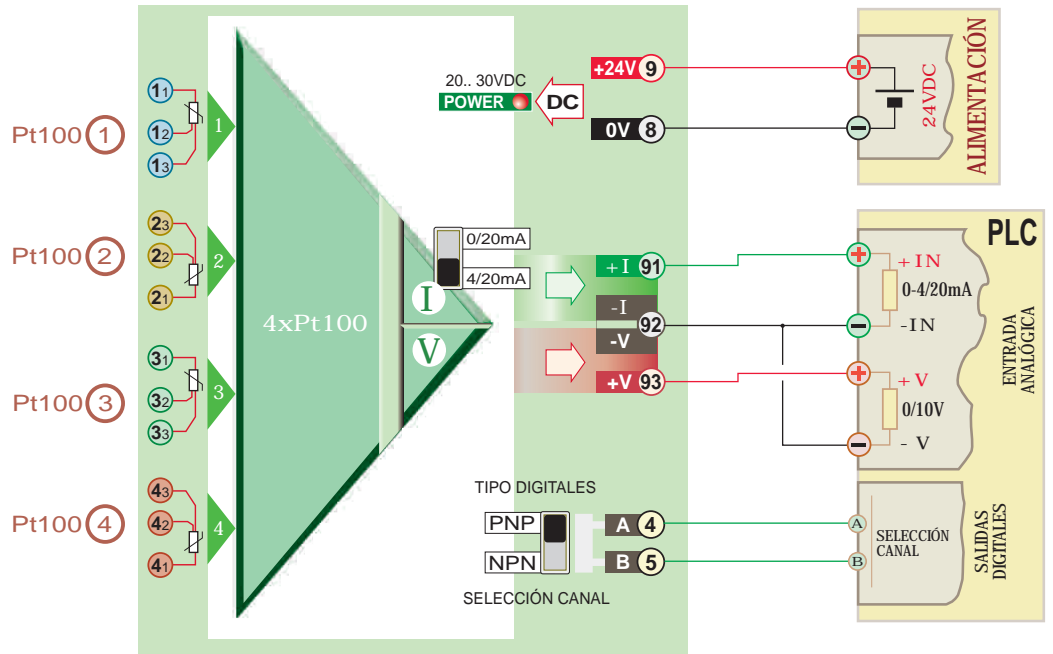 Pt100 1
11
12
13
1
Pt100 2
23
22
21
2
Pt100 3
31
32
33
3
Pt100 4
43
42
41
4
4xPt100
I
V
0/20mA
4/20mA
20.. 30VDC
POWER
DC
+24V 9
0V 8
+I 91
-I
92
-V
+V 93
TIPO DIGITALES
PNP
NPN
SELECCIÓN CANAL
A 4
B 5
+
24VDC
−
ALIMENTACIÓN
PLC
+
+IN
0-4/20mA
−
-IN
+
+V
0/10V
−
- V
ENTRADA
ANALÓGICA
A
B
SELECCIÓN
CANAL
SALIDAS
DIGITALES